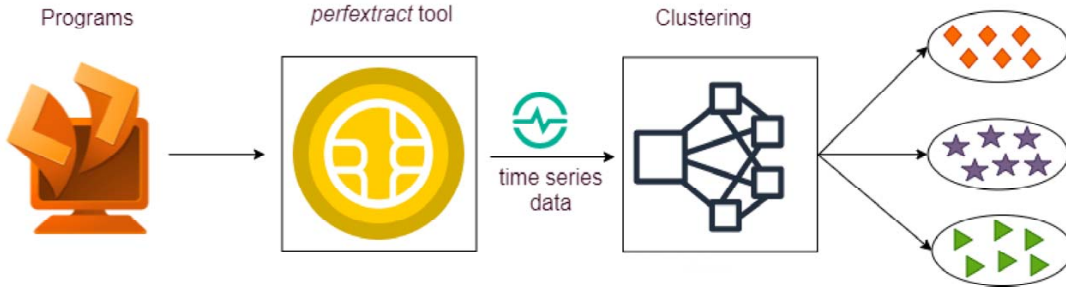 Programs
perfextract tool
Clustering
time series
data